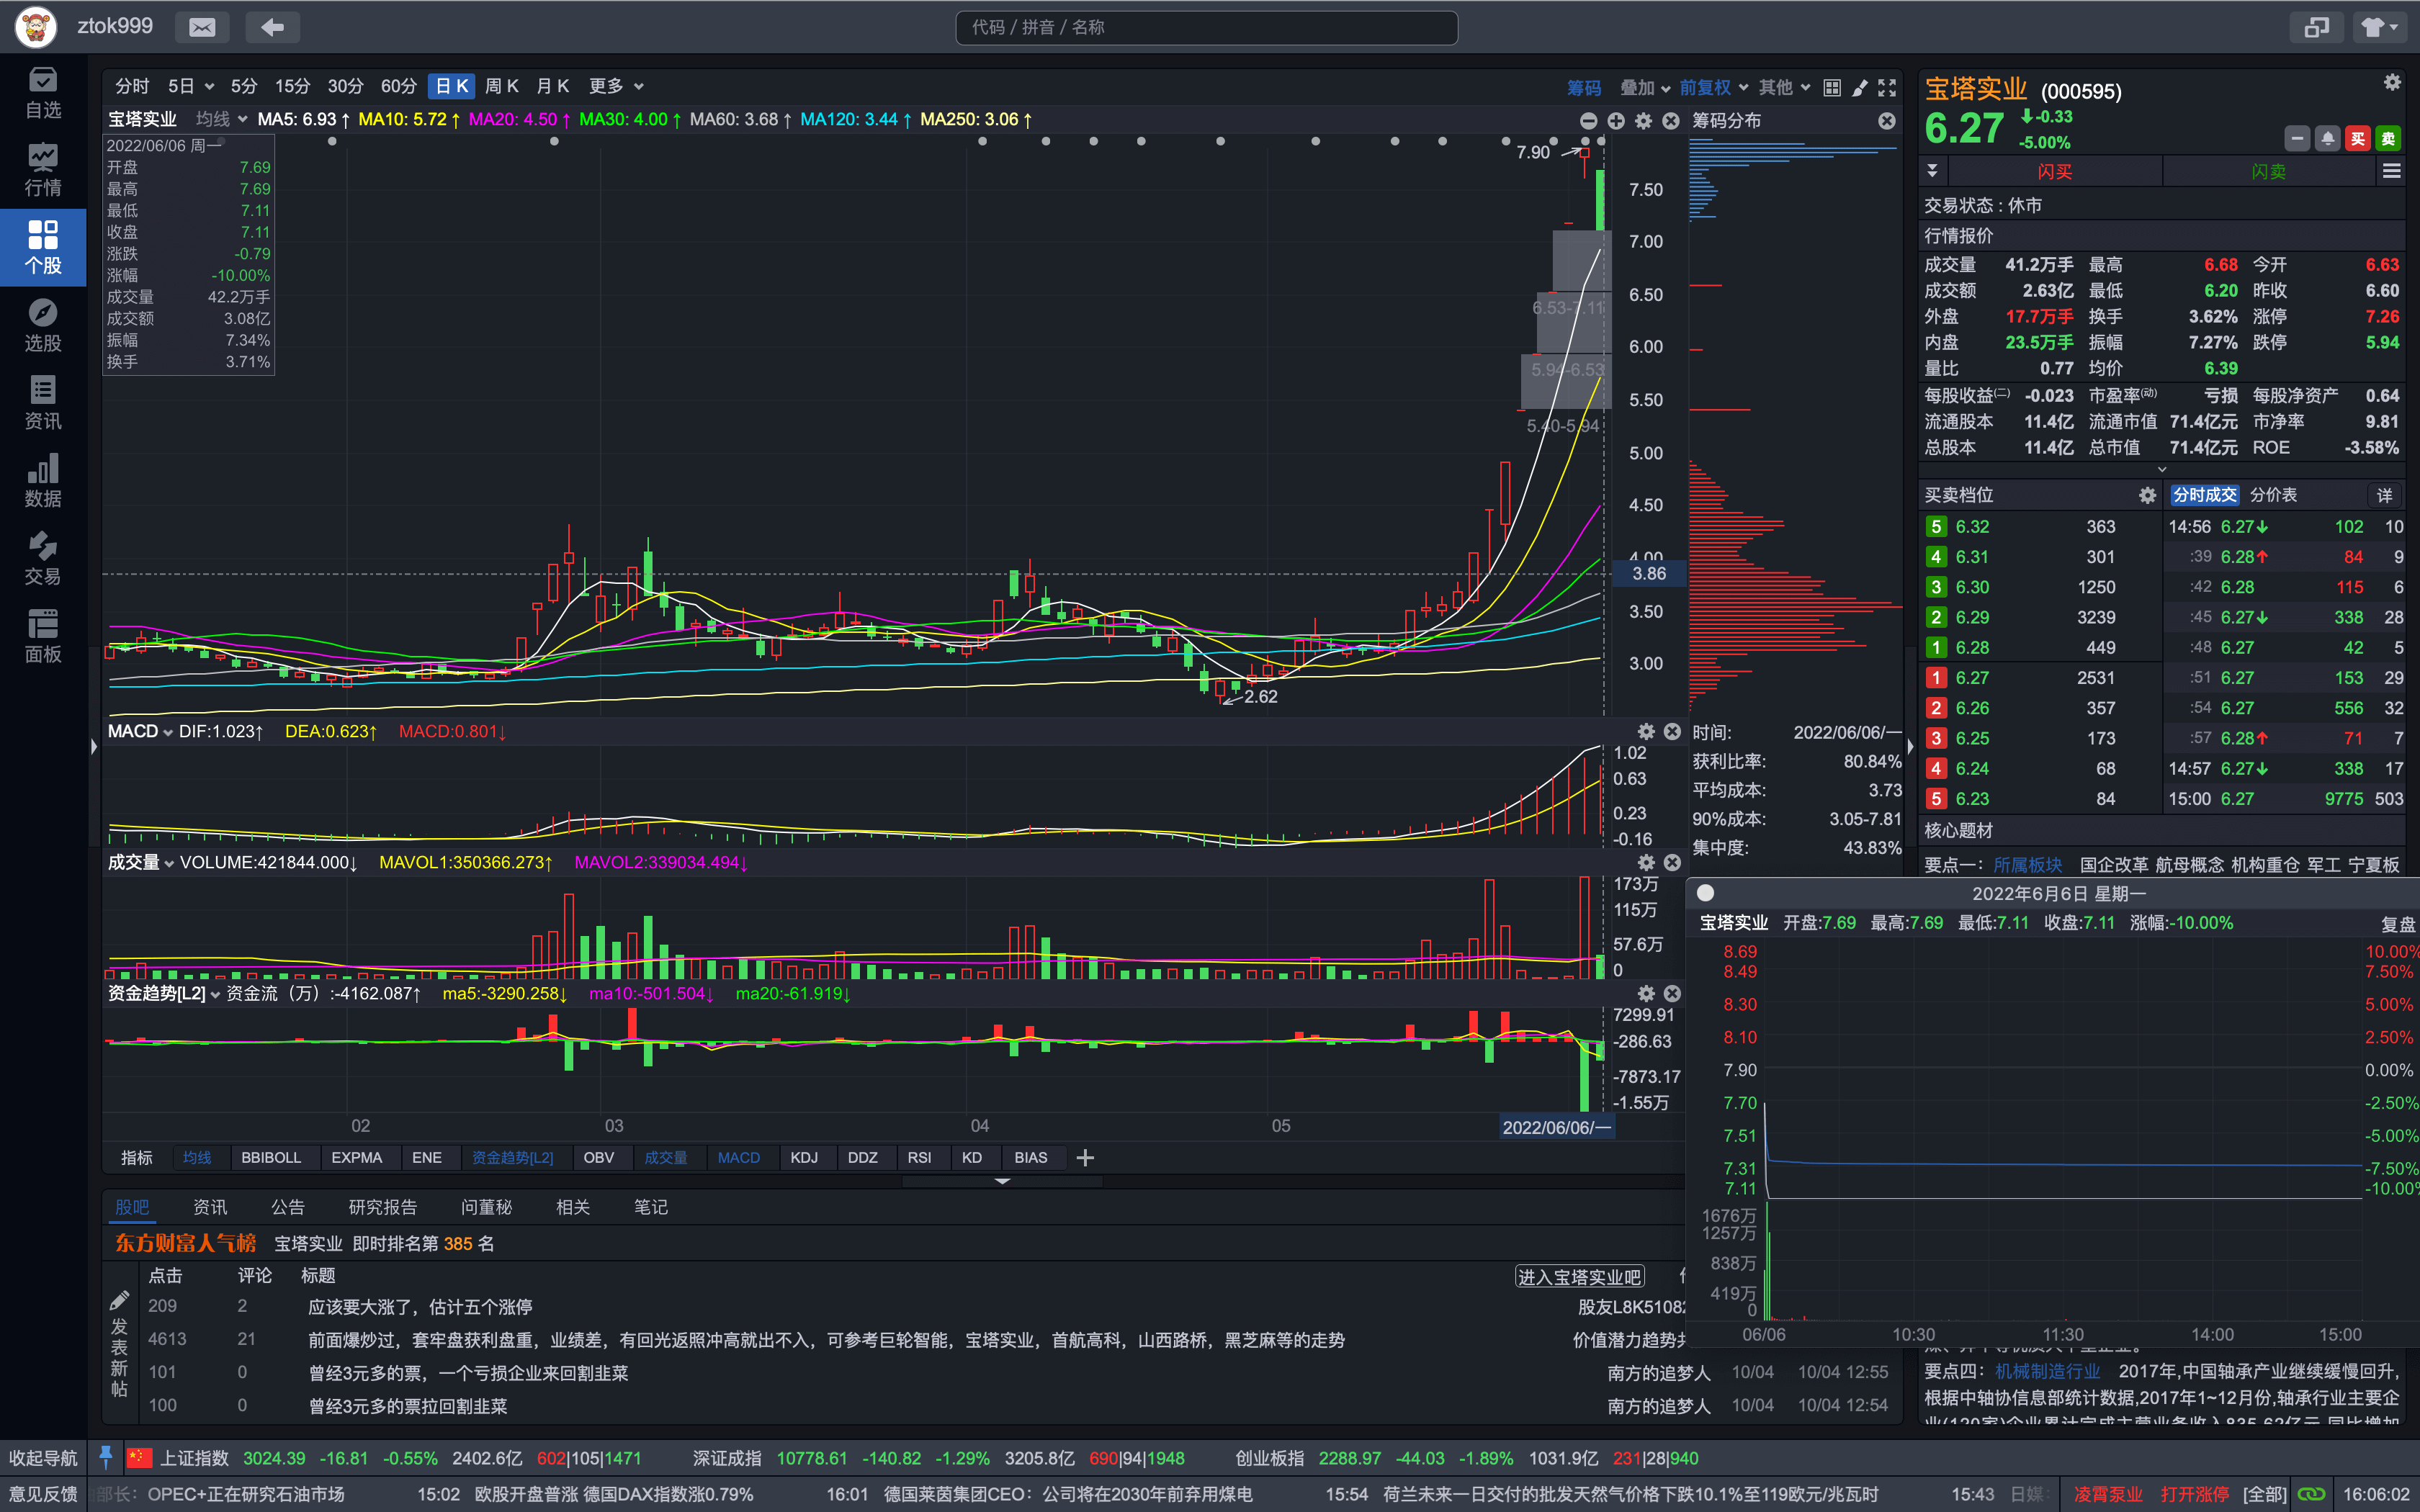 ztok999
代码 / 拼音 / 名称
自选
行情
个股
选股
资讯
数据
交易
面板
分时 5日 5分 15分 30分 60分 日K 周K 月K 更多 筹码 叠加 前复权 其他
宝塔实业 均线 MA5: 6.93↑ MA10: 5.72↑ MA20: 4.50↑ MA30: 4.00↑ MA60: 3.68↑ MA120: 3.44↑ MA250: 3.06↑
2022/06/06 周一
开盘 7.69
最高 7.69
最低 7.11
收盘 7.11
涨跌 -0.79
涨幅 -10.00%
成交量 42.2万手
成交额 3.08亿
振幅 7.34%
换手 3.71%
7.90
6.53-7.11
5.94-6.53
5.40-5.94
2.62
7.50
7.00
6.50
6.00
5.50
5.00
4.50
4.00
3.86
3.50
3.00
筹码分布
时间: 2022/06/06/一
获利比率: 80.84%
平均成本: 3.73
90%成本: 3.05-7.81
集中度: 43.83%
MACD DIF:1.023↑ DEA:0.623↑ MACD:0.801↓
1.02
0.63
0.23
-0.16
成交量 VOLUME:421844.000↓ MAVOL1:350366.273↑ MAVOL2:339034.494↓
173万
115万
57.6万
0
资金趋势[L2] 资金流（万）:-4162.087↑ ma5:-3290.258↓ ma10:-501.504↓ ma20:-61.919↓
7299.91
-286.63
-7873.17
-1.55万
02 03 04 05 2022/06/06/一
指标 均线 BBIBOLL EXPMA ENE 资金趋势[L2] OBV 成交量 MACD KDJ DDZ RSI KD BIAS
股吧 资讯 公告 研究报告 问董秘 相关 笔记
东方财富人气榜 宝塔实业 即时排名第 385 名
点击 评论 标题 进入宝塔实业吧
209 2 应该要大涨了，估计五个涨停 股友L8K51082
4613 21 前面爆炒过，套牢盘获利盘重，业绩差，有回光返照冲高就出不入，可参考巨轮智能，宝塔实业，首航高科，山西路桥，黑芝麻等的走势 价值潜力趋势
101 0 曾经3元多的票，一个亏损企业来回割韭菜 南方的追梦人 10/04 10/04 12:55
100 0 曾经3元多的票拉回割韭菜 南方的追梦人 10/04 10/04 12:54
发表新帖
宝塔实业 (000595)
6.27 -0.33
-5.00%
买 卖
闪买 闪卖
交易状态 : 休市
行情报价
成交量 41.2万手 最高 6.68 今开 6.63
成交额 2.63亿 最低 6.20 昨收 6.60
外盘 17.7万手 换手 3.62% 涨停 7.26
内盘 23.5万手 振幅 7.27% 跌停 5.94
量比 0.77 均价 6.39
每股收益(二) -0.023 市盈率(动) 亏损 每股净资产 0.64
流通股本 11.4亿 流通市值 71.4亿元 市净率 9.81
总股本 11.4亿 总市值 71.4亿元 ROE -3.58%
买卖档位 分时成交 分价表 详
5 6.32 363 14:56 6.27↓ 102 10
4 6.31 301 :39 6.28↑ 84 9
3 6.30 1250 :42 6.28 115 6
2 6.29 3239 :45 6.27↓ 338 28
1 6.28 449 :48 6.27 42 5
1 6.27 2531 :51 6.27 153 29
2 6.26 357 :54 6.27 556 32
3 6.25 173 :57 6.28↑ 71 7
4 6.24 68 14:57 6.27↓ 338 17
5 6.23 84 15:00 6.27 9775 503
核心题材
要点一： 所属板块 国企改革 航母概念 机构重仓 军工 宁夏板
2022年6月6日 星期一
宝塔实业 开盘:7.69 最高:7.69 最低:7.11 收盘:7.11 涨幅:-10.00% 复盘
8.69 10.00%
8.49 7.50%
8.30 5.00%
8.10 2.50%
7.90 0.00%
7.70 -2.50%
7.51 -5.00%
7.31 -7.50%
7.11 -10.00%
1676万
1257万
838万
419万
0
06/06 10:30 11:30 14:00 15:00
要点四： 机械制造行业 2017年,中国轴承产业继续缓慢回升,
根据中轴协信息部统计数据,2017年1~12月份,轴承行业主要企
业(120家)企业累计完成主营业务收入835.62亿元,同比增加
收起导航 上证指数 3024.39 -16.81 -0.55% 2402.6亿 602|105|1471 深证成指 10778.61 -140.82 -1.29% 3205.8亿 690|94|1948 创业板指 2288.97 -44.03 -1.89% 1031.9亿 231|28|940
意见反馈 部长：OPEC+正在研究石油市场 15:02 欧股开盘普涨 德国DAX指数涨0.79% 16:01 德国莱茵集团CEO：公司将在2030年前弃用煤电 15:54 荷兰未来一日交付的批发天然气价格下跌10.1%至119欧元/兆瓦时 15:43 日媒: 凌霄泵业 打开涨停 [全部] 16:06:02